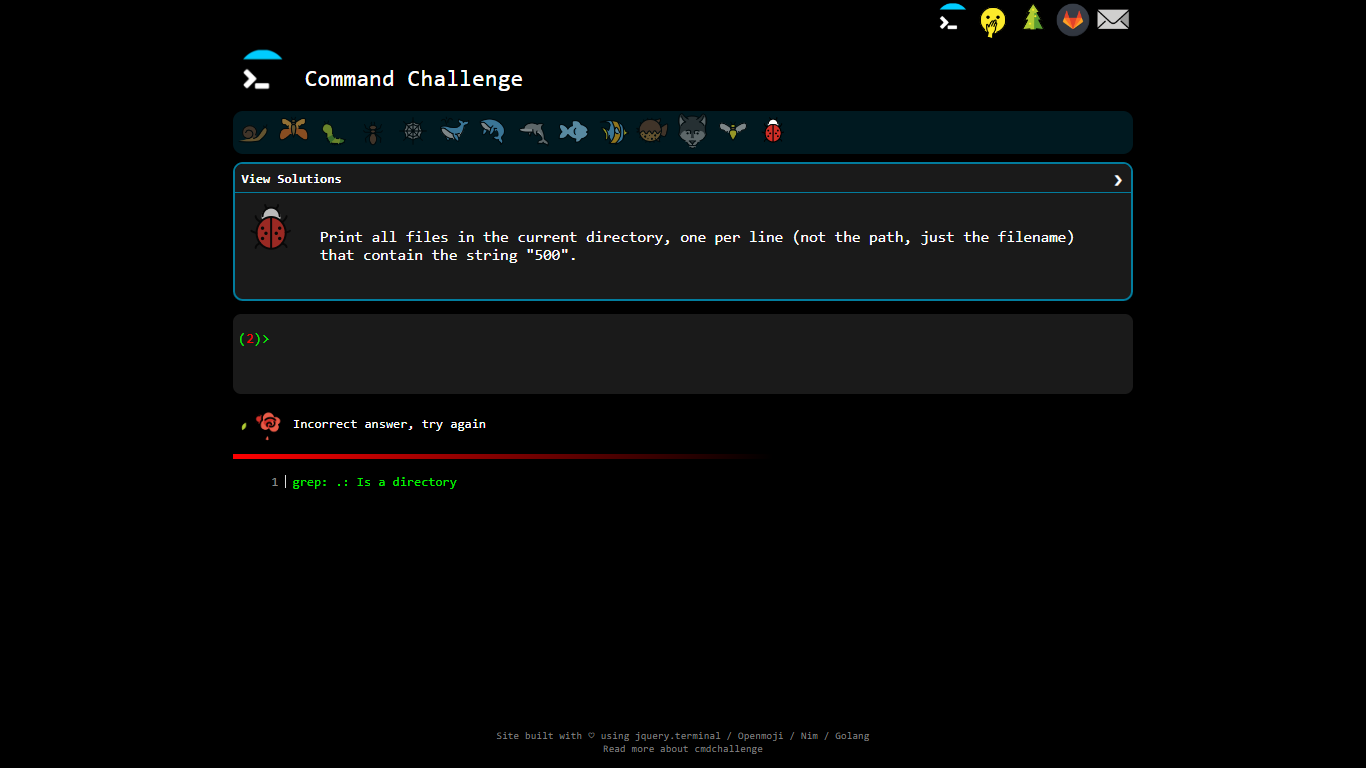 Command Challenge
View Solutions
Print all files in the current directory, one per line (not the path, just the filename)
that contain the string "500".
(2)>
Incorrect answer, try again
1 grep: .: Is a directory
Site built with ♡ using jquery.terminal / Openmoji / Nim / Golang
Read more about cmdchallenge